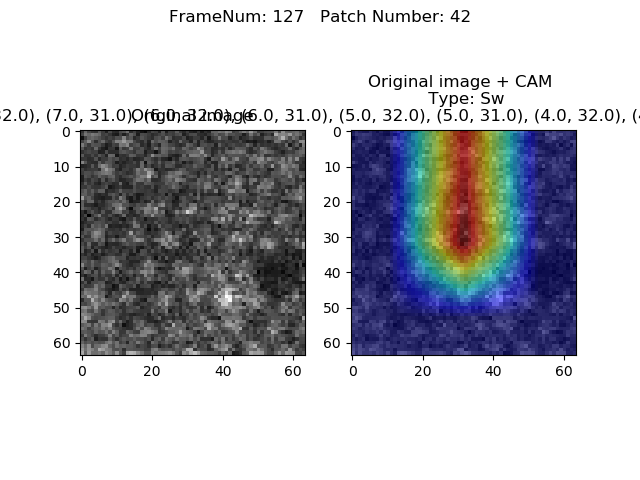 FrameNum: 127   Patch Number: 42
Original image + CAM
Type: Sw
32.0), (7.0, 31.0), (6.0, 32.0), (6.0, 31.0), (5.0, 32.0), (5.0, 31.0), (4.0, 32.0), (4
Original image
0
10
20
30
40
50
60
0 20 40 60
0
10
20
30
40
50
60
0 20 40 60